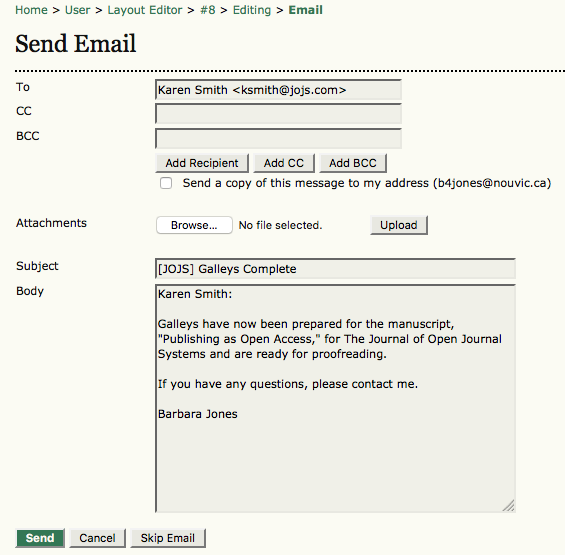 Home > User > Layout Editor > #8 > Editing > Email
Send Email
To
Karen Smith <ksmith@jojs.com>
CC
BCC
Add Recipient Add CC Add BCC
Send a copy of this message to my address (b4jones@nouvic.ca)
Attachments
Browse... No file selected. Upload
Subject
[JOJS] Galleys Complete
Body
Karen Smith:
Galleys have now been prepared for the manuscript,
"Publishing as Open Access," for The Journal of Open Journal
Systems and are ready for proofreading.
If you have any questions, please contact me.
Barbara Jones
Send Cancel Skip Email